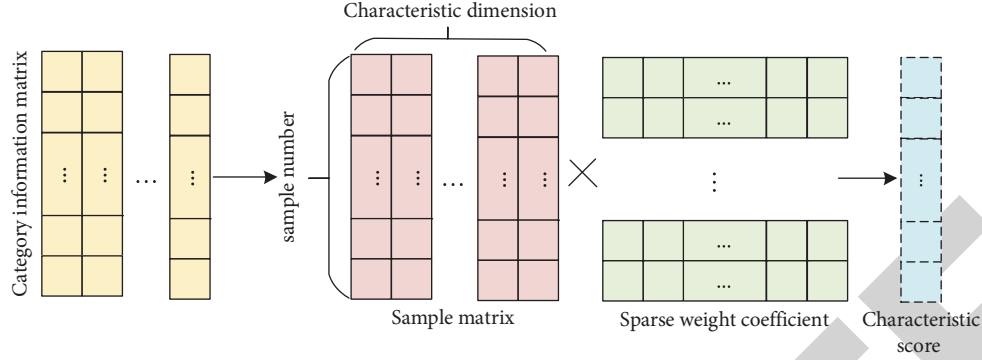 Characteristic dimension
Category information matrix
sample number
Sample matrix
Sparse weight coefficient
Characteristic
score